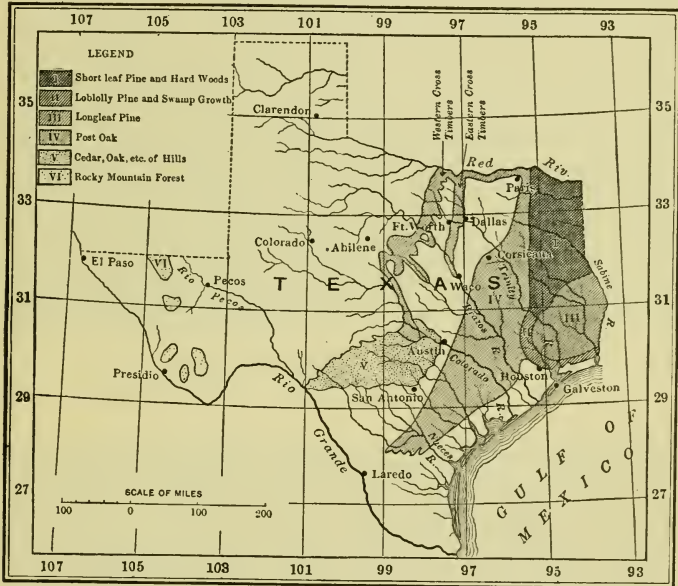 107 105 103 101 99 97 95 93
LEGEND
I Short leaf Pine and Hard Woods
II Loblolly Pine and Swamp Growth
III Longleaf Pine
IV Post Oak
V Cedar, Oak, etc. of Hills
VI Rocky Mountain Forest
35
35
Clarendon
Western Cross Timbers
Eastern Cross Timbers
Red Riv.
Paris
33
33
Ft. Worth
Dallas
Colorado
Abilene
Corsicana
I
El Paso
VI
Rio Pecos
Pecos
TEXAS
Waco
IV
Trinity
Sabine R.
31
31
Brazos R.
II
III
R.
Austin
V
Colorado R.
Houston
Presidio
Rio Grande
San Antonio
Galveston
29
29
Nueces R.
Laredo
GULF OF MEXICO
SCALE OF MILES
100 50 0 100 200
27
27
107 105 103 101 99 97 95 93